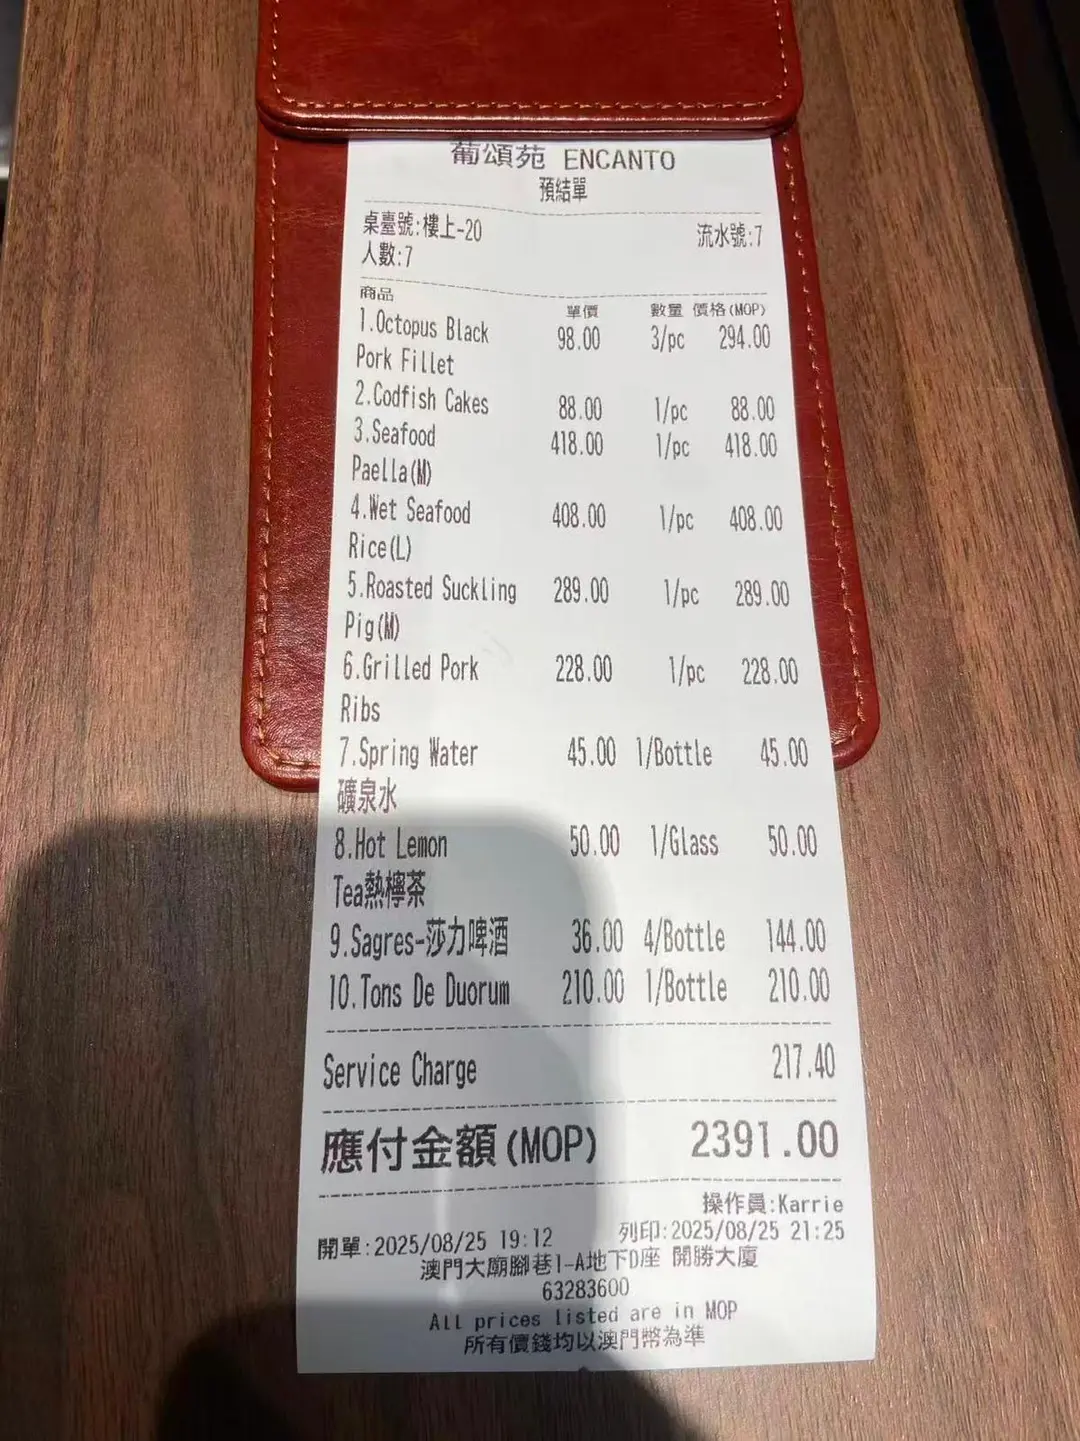 葡頌苑 ENCANTO
預結單
桌臺號:樓上-20 流水號:7
人數:7
商品 單價 數量 價格(MOP)
1.Octopus Black 98.00 3/pc 294.00
Pork Fillet
2.Codfish Cakes 88.00 1/pc 88.00
3.Seafood 418.00 1/pc 418.00
Paella(M)
4.Wet Seafood 408.00 1/pc 408.00
Rice(L)
5.Roasted Suckling 289.00 1/pc 289.00
Pig(M)
6.Grilled Pork 228.00 1/pc 228.00
Ribs
7.Spring Water 45.00 1/Bottle 45.00
礦泉水
8.Hot Lemon 50.00 1/Glass 50.00
Tea熱檸茶
9.Sagres-莎力啤酒 36.00 4/Bottle 144.00
10.Tons De Duorum 210.00 1/Bottle 210.00
Service Charge 217.40
應付金額(MOP) 2391.00
操作員:Karrie
開單:2025/08/25 19:12 列印:2025/08/25 21:25
澳門大廟腳巷1-A地下D座 開勝大廈
63283600
All prices listed are in MOP
所有價錢均以澳門幣為準